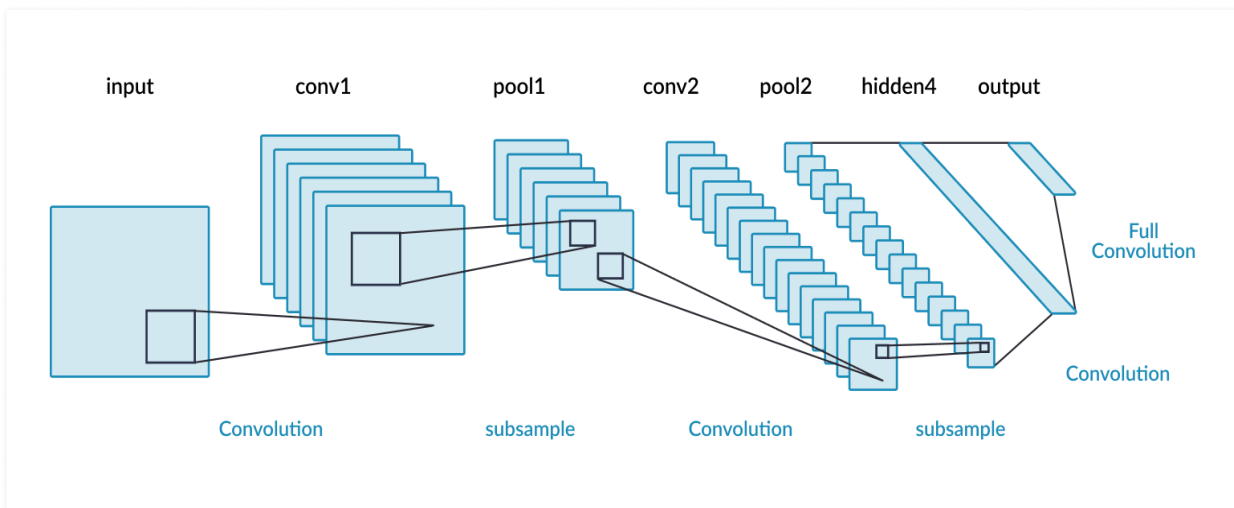 input conv1 pool1 conv2 pool2 hidden4 output
Full
Convolution
Convolution
Convolution subsample Convolution subsample